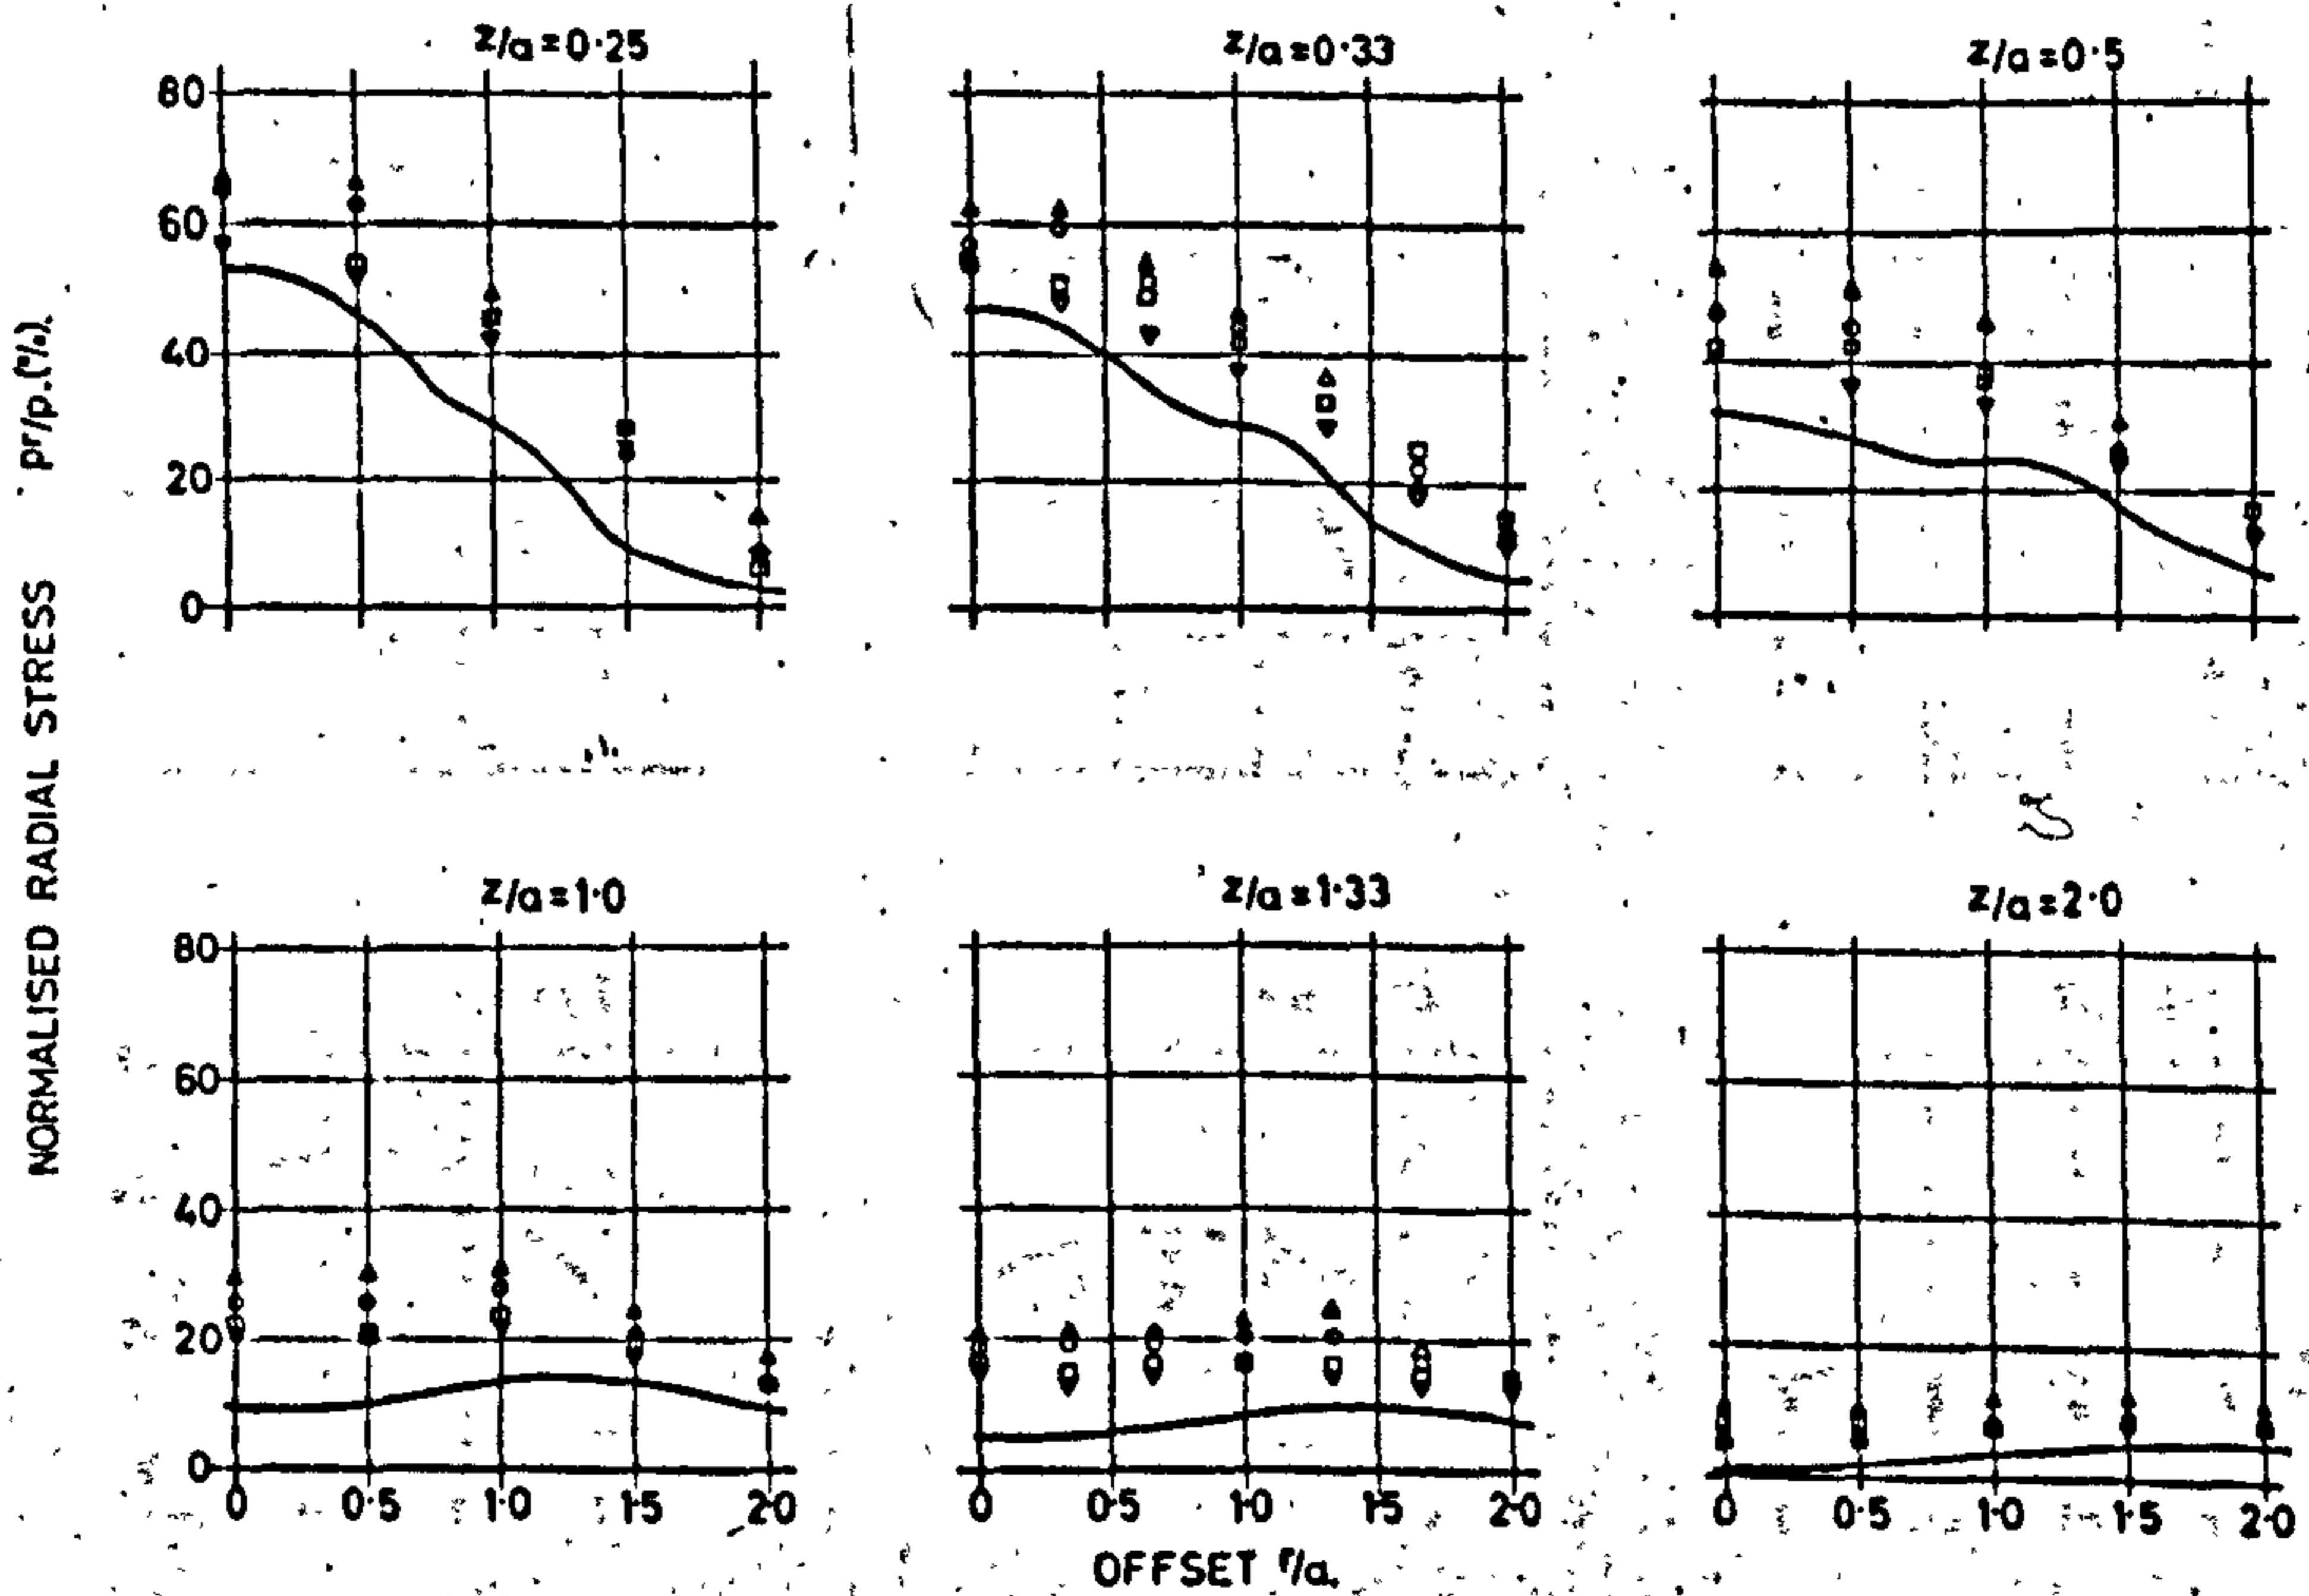 z/a=0·25
z/a=0·33
z/a=0·5
80
60
40
20
0
NORMALISED RADIAL STRESS pr/p.(%).
z/a=1·0
z/a=1·33
z/a=2·0
80
60
40
20
0
0 0·5 1·0 1·5 2·0
0 0·5 1·0 1·5 2·0
0 0·5 1·0 1·5 2·0
OFFSET r/a.